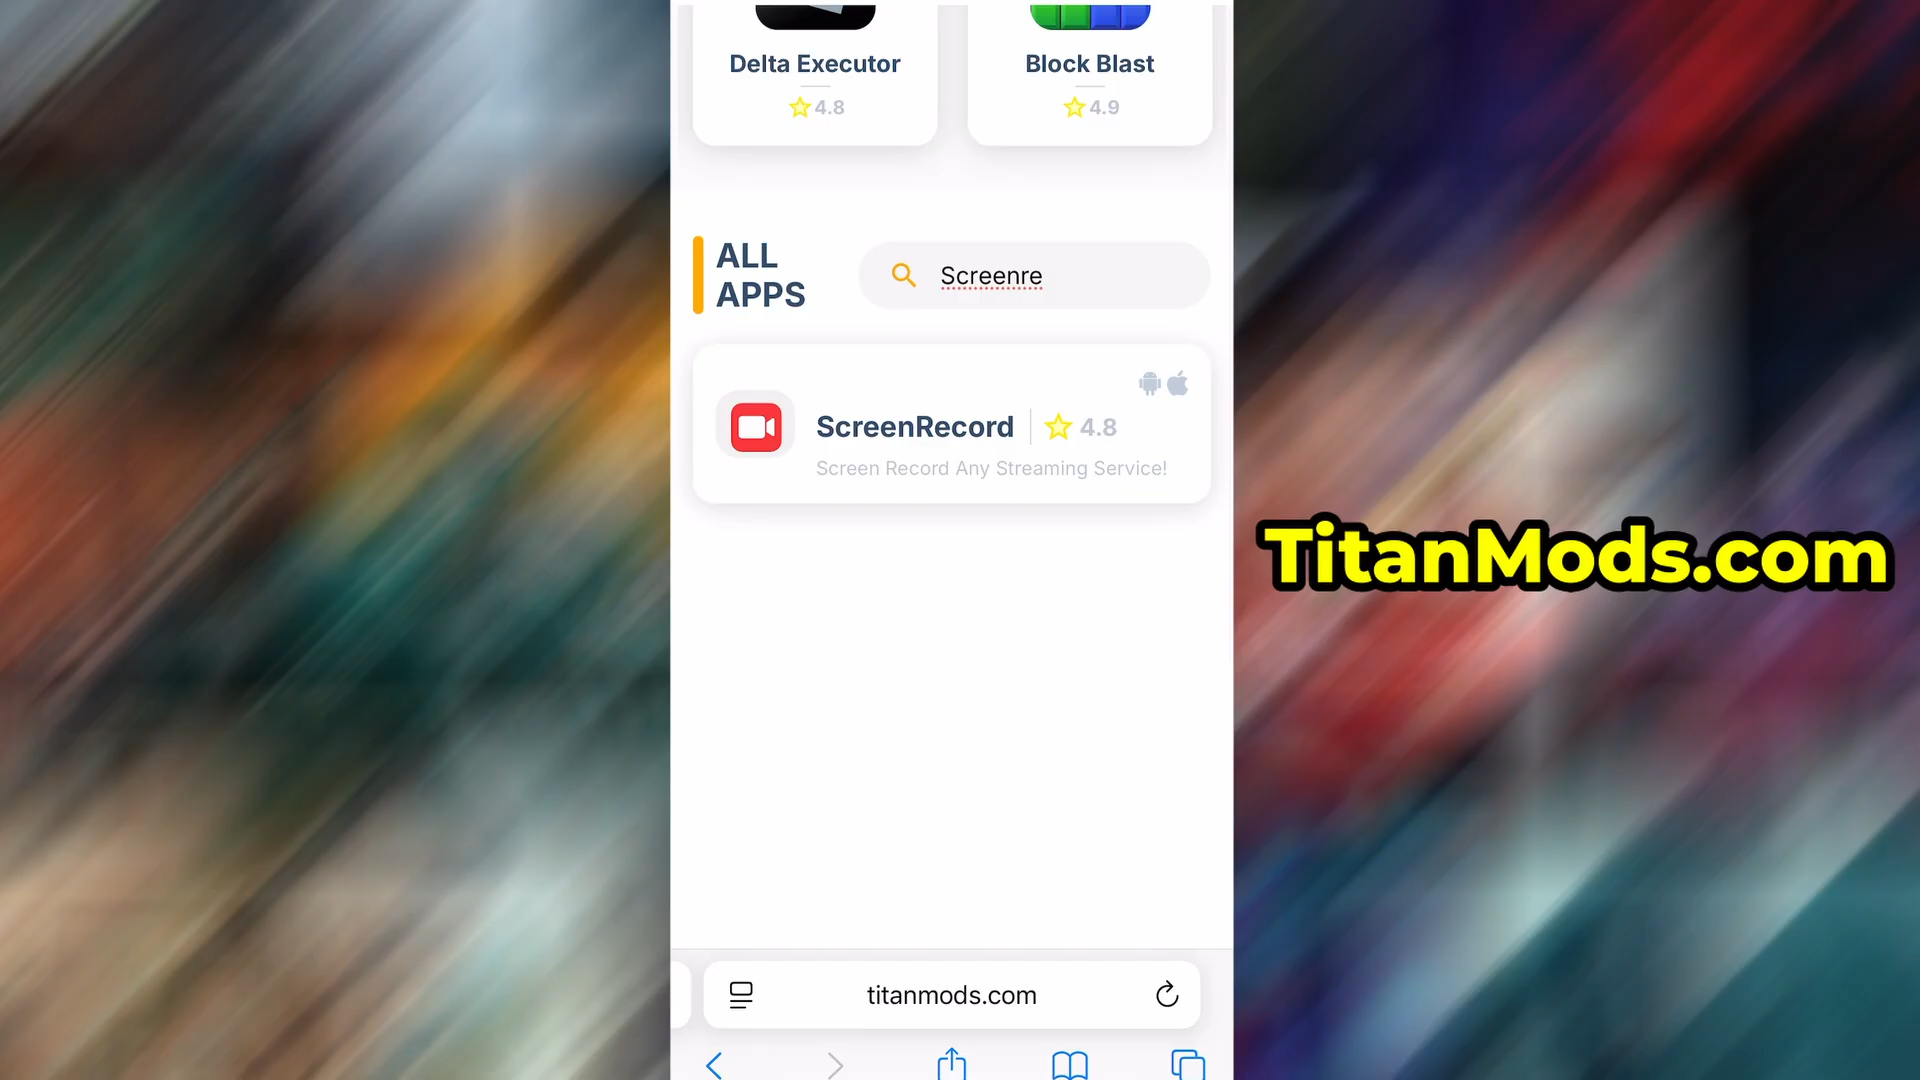 Delta Executor
4.8
Block Blast
4.9
ALL
APPS
Screenre
ScreenRecord
4.8
Screen Record Any Streaming Service!
TitanMods.com
titanmods.com